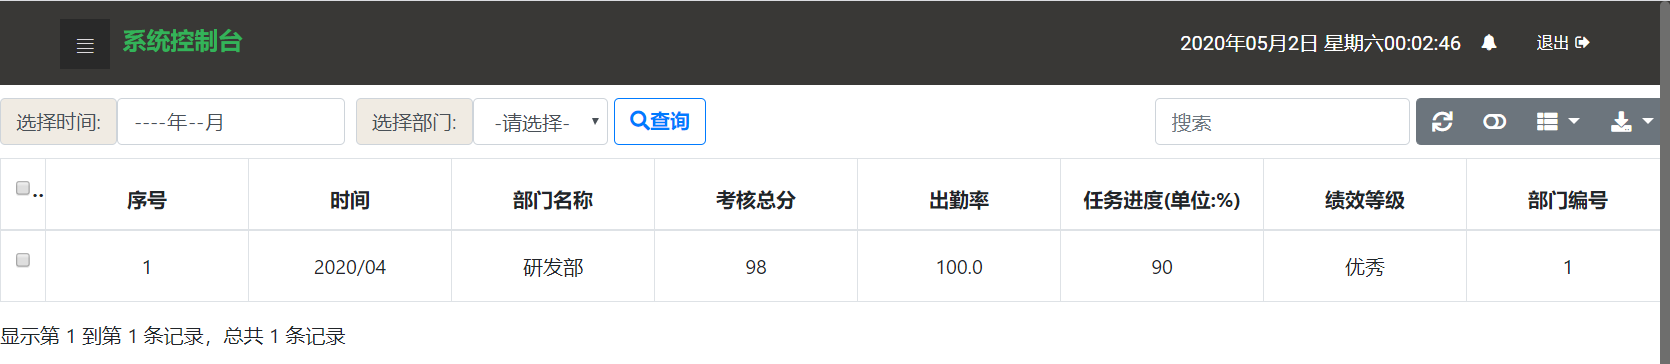 系统控制台
2020年05月2日 星期六00:02:46
退出
选择时间:
----年--月
选择部门:
-请选择-
查询
搜索
..
序号 时间 部门名称 考核总分 出勤率 任务进度(单位:%) 绩效等级 部门编号
1 2020/04 研发部 98 100.0 90 优秀 1
显示第 1 到第 1 条记录，总共 1 条记录